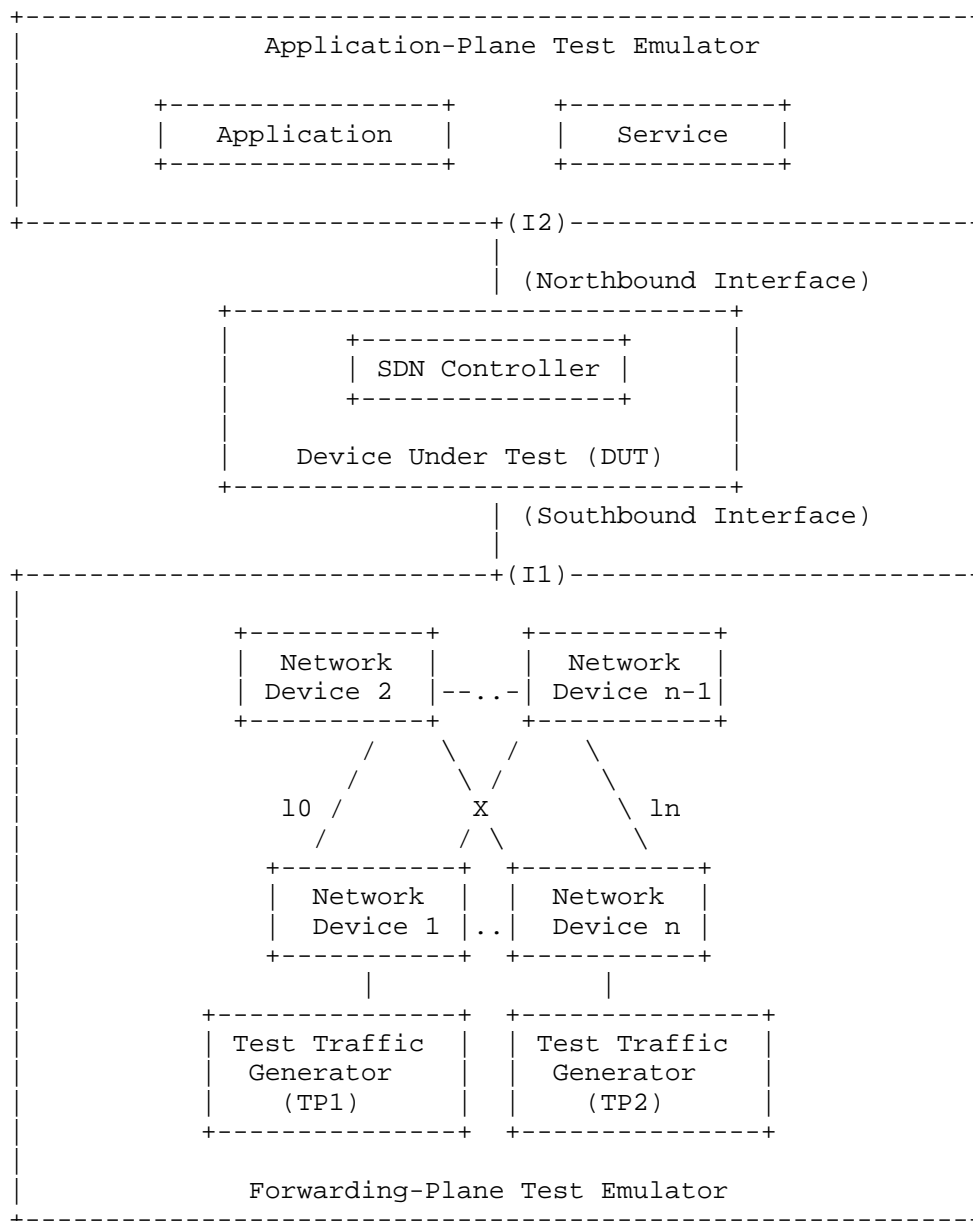 Application-Plane Test Emulator
Application Service
(I2)
(Northbound Interface)
SDN Controller
Device Under Test (DUT)
(Southbound Interface)
(I1)
Network Network
Device 2 --..- Device n-1
l0 X ln
Network Network
Device 1 .. Device n
Test Traffic Test Traffic
Generator Generator
(TP1) (TP2)
Forwarding-Plane Test Emulator